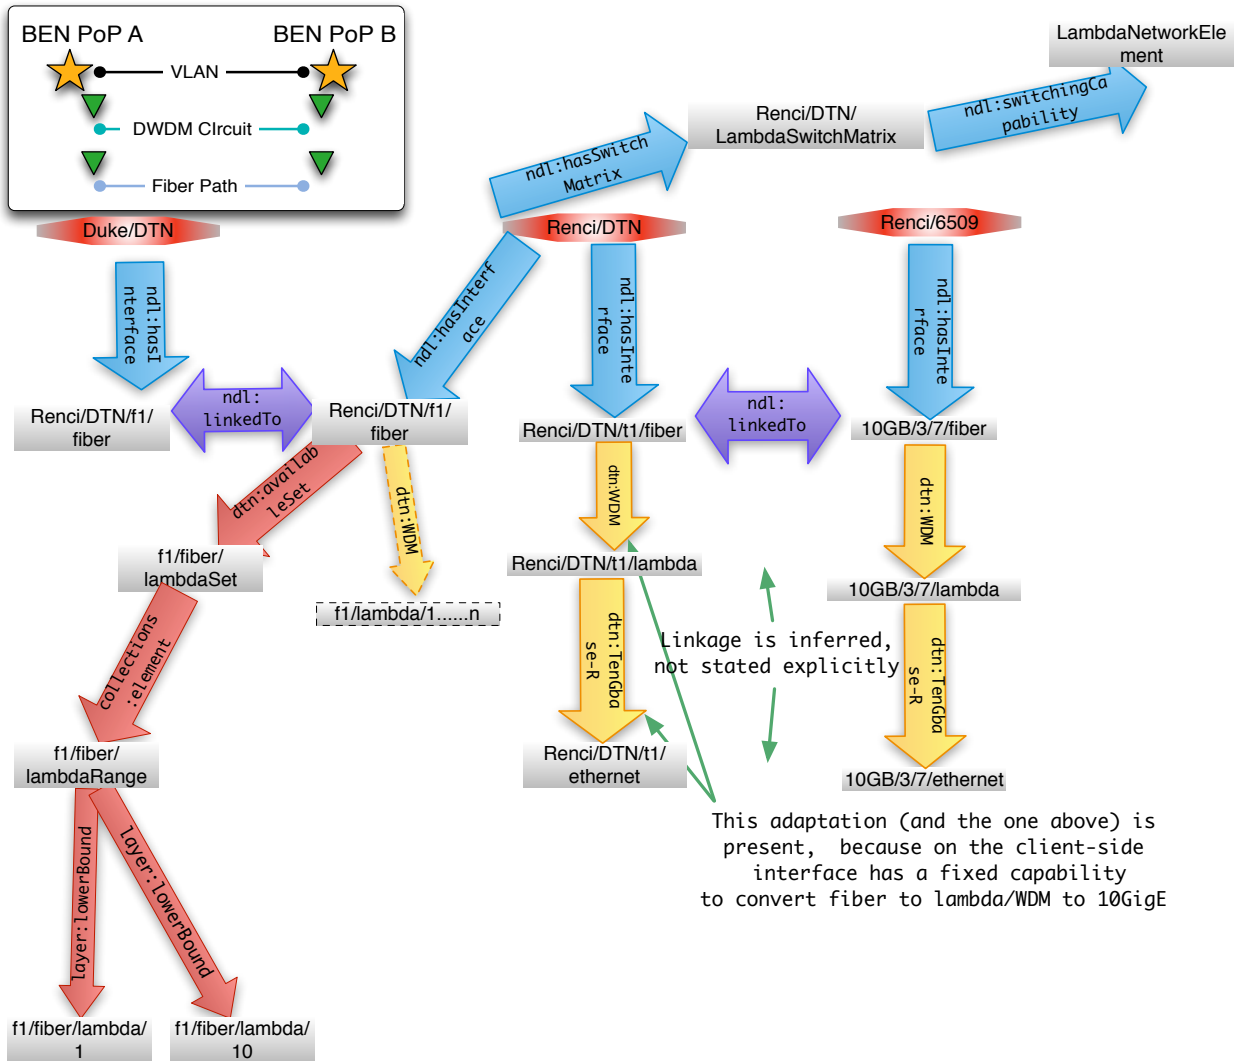 BEN PoP A
BEN PoP B
VLAN
DWDM CIrcuit
Fiber Path
LambdaNetworkEle
ment
ndl:switchingCa
pability
Renci/DTN/
LambdaSwitchMatrix
ndl:hasSwitch
Matrix
Duke/DTN
Renci/DTN
Renci/6509
ndl:hasI
nterface
ndl:hasInterf
ace
ndl:hasInte
rface
ndl:hasInte
rface
Renci/DTN/f1/
fiber
ndl:
linkedTo
Renci/DTN/f1/
fiber
Renci/DTN/t1/fiber
ndl:
linkedTo
10GB/3/7/fiber
dtn:availab
leSet
dtn:WDM
dtn:WDM
dtn:WDM
f1/fiber/
lambdaSet
f1/lambda/1......n
Renci/DTN/t1/lambda
10GB/3/7/lambda
collections
:element
dtn:TenGba
se-R
Linkage is inferred,
not stated explicitly
dtn:TenGba
se-R
f1/fiber/
lambdaRange
Renci/DTN/t1/
ethernet
10GB/3/7/ethernet
This adaptation (and the one above) is
present, because on the client-side
interface has a fixed capability
to convert fiber to lambda/WDM to 10GigE
layer:lowerBound
layer:lowerBound
f1/fiber/lambda/
1
f1/fiber/lambda/
10